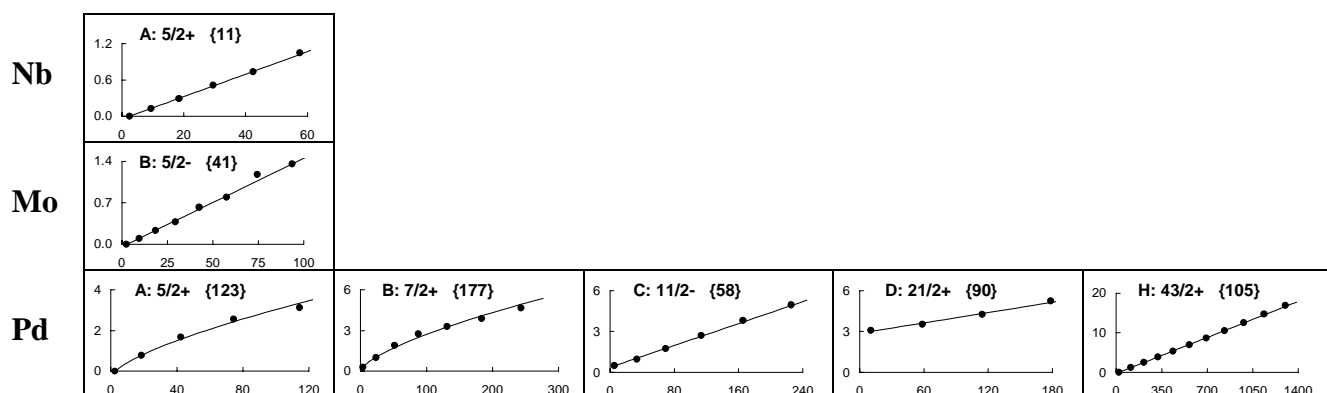 Nb
A: 5/2+ {11}
1.2
0.6
0.0
0 20 40 60
Mo
B: 5/2- {41}
1.4
0.7
0.0
0 25 50 75 100
Pd
A: 5/2+ {123}
4
2
0
0 40 80 120
B: 7/2+ {177}
6
3
0
0 100 200 300
C: 11/2- {58}
6
3
0
0 80 160 240
D: 21/2+ {90}
6
3
0
0 60 120 180
H: 43/2+ {105}
20
10
0
0 350 700 1050 1400